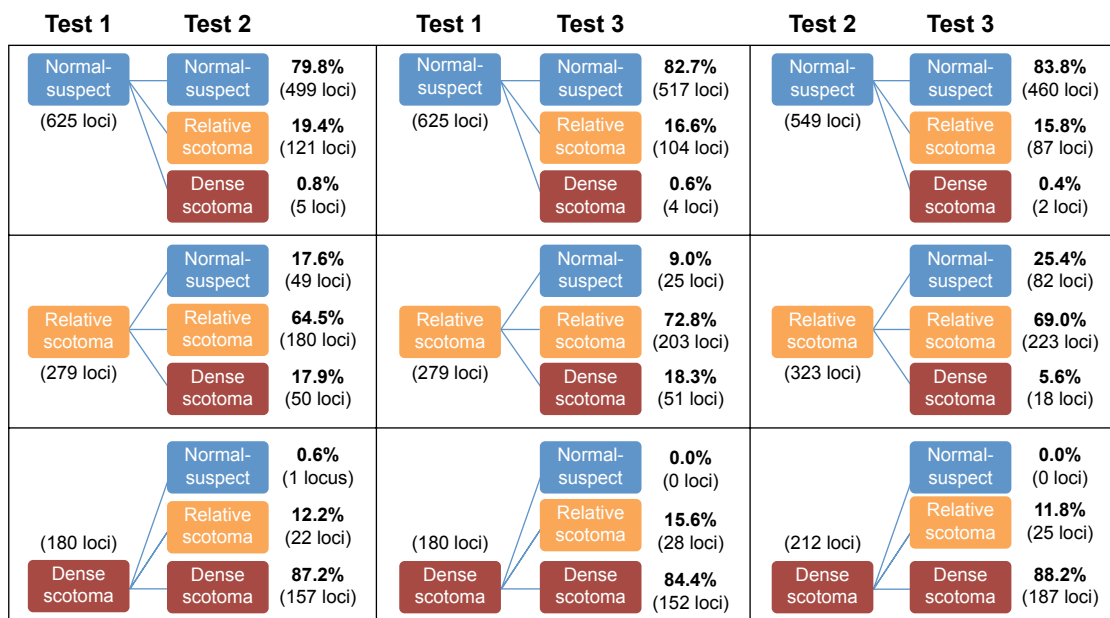 Test 1 Test 2 Test 1 Test 3 Test 2 Test 3
Normal-
suspect
(625 loci)
Normal-
suspect
79.8%
(499 loci)
Relative
scotoma
19.4%
(121 loci)
Dense
scotoma
0.8%
(5 loci)
Normal-
suspect
(625 loci)
Normal-
suspect
82.7%
(517 loci)
Relative
scotoma
16.6%
(104 loci)
Dense
scotoma
0.6%
(4 loci)
Normal-
suspect
(549 loci)
Normal-
suspect
83.8%
(460 loci)
Relative
scotoma
15.8%
(87 loci)
Dense
scotoma
0.4%
(2 loci)
Relative
scotoma
(279 loci)
Normal-
suspect
17.6%
(49 loci)
Relative
scotoma
64.5%
(180 loci)
Dense
scotoma
17.9%
(50 loci)
Relative
scotoma
(279 loci)
Normal-
suspect
9.0%
(25 loci)
Relative
scotoma
72.8%
(203 loci)
Dense
scotoma
18.3%
(51 loci)
Relative
scotoma
(323 loci)
Normal-
suspect
25.4%
(82 loci)
Relative
scotoma
69.0%
(223 loci)
Dense
scotoma
5.6%
(18 loci)
(180 loci)
Dense
scotoma
Normal-
suspect
0.6%
(1 locus)
Relative
scotoma
12.2%
(22 loci)
Dense
scotoma
87.2%
(157 loci)
(180 loci)
Dense
scotoma
Normal-
suspect
0.0%
(0 loci)
Relative
scotoma
15.6%
(28 loci)
Dense
scotoma
84.4%
(152 loci)
(212 loci)
Dense
scotoma
Normal-
suspect
0.0%
(0 loci)
Relative
scotoma
11.8%
(25 loci)
Dense
scotoma
88.2%
(187 loci)